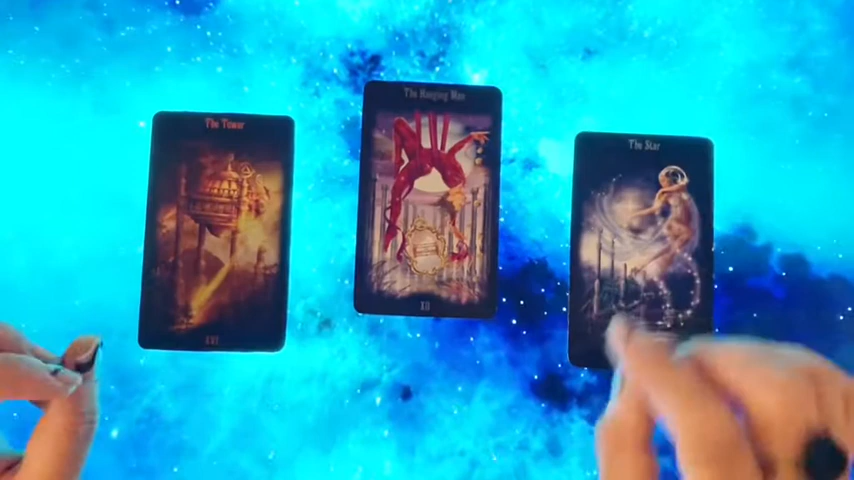 The Tower
XVI
The Hanging Man
XII
The Star